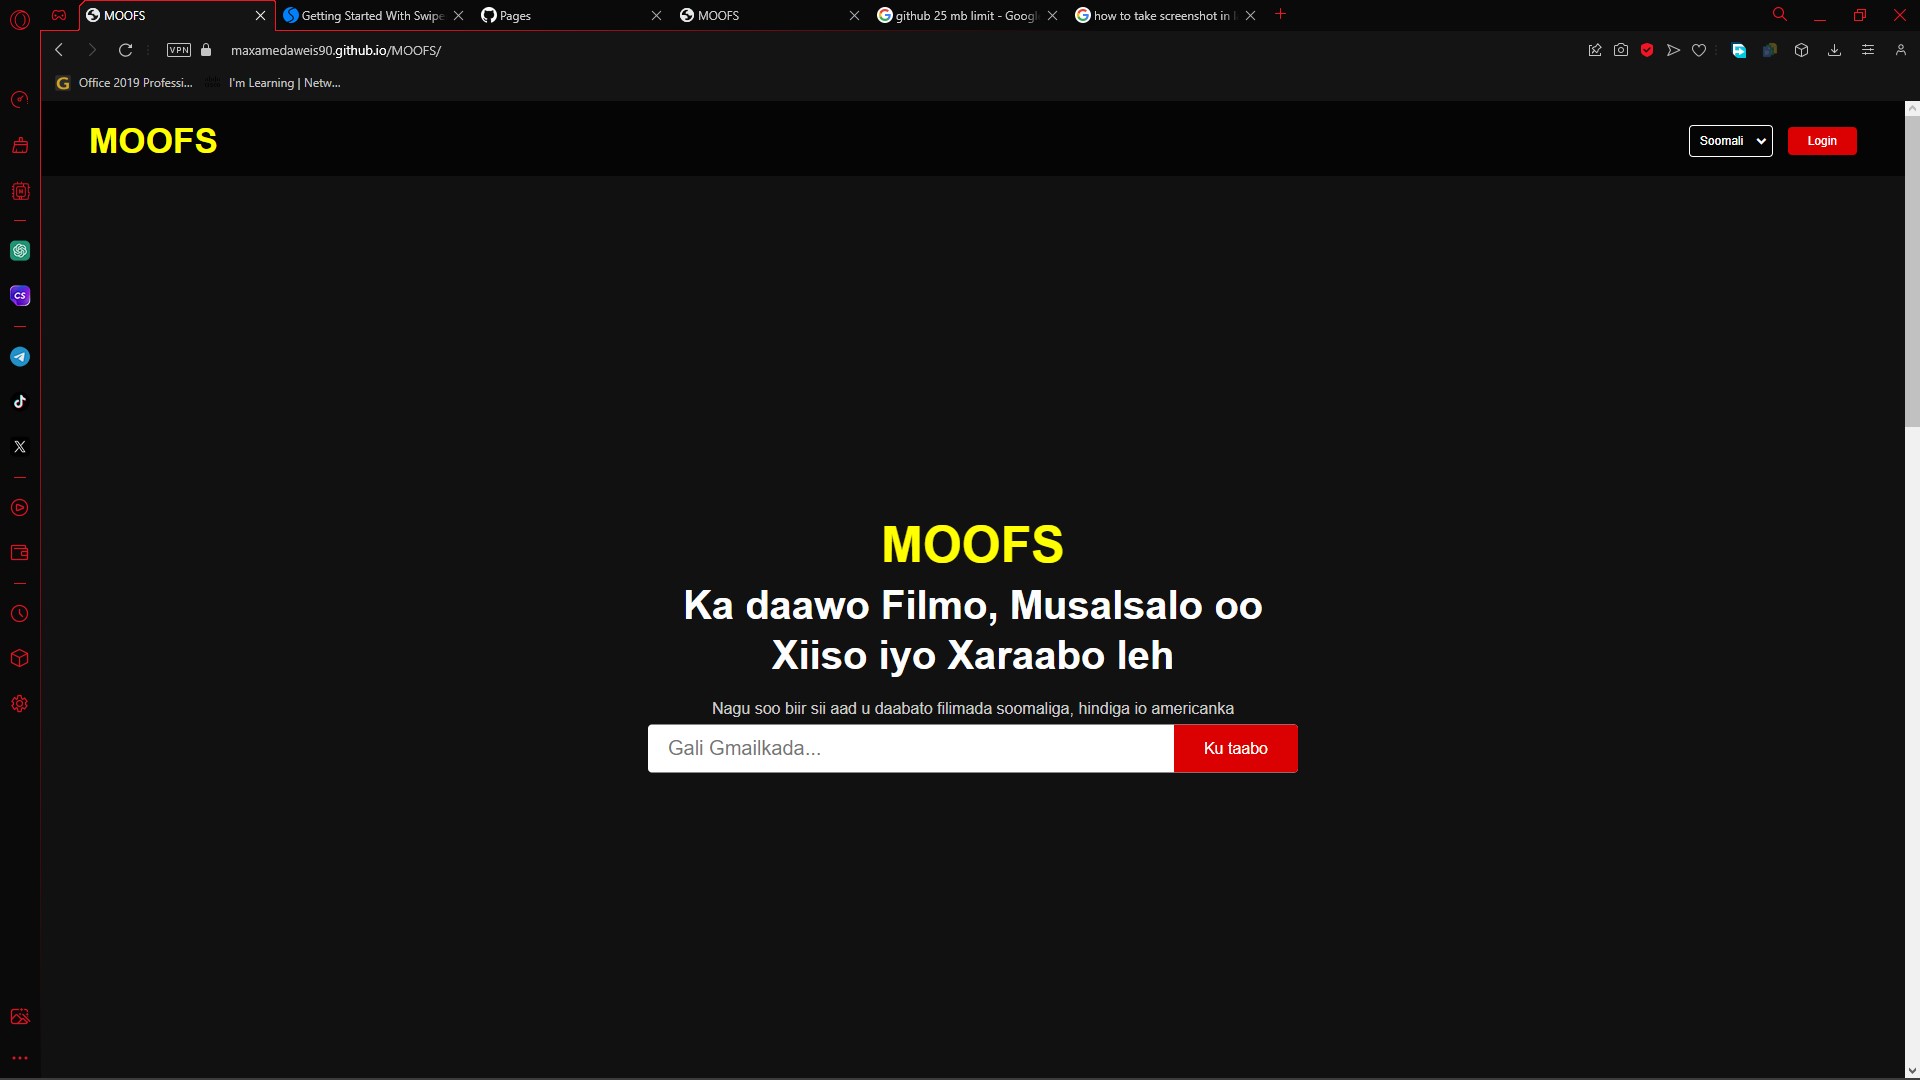 MOOFS
Getting Started With Swipe
Pages
MOOFS
github 25 mb limit - Googl
how to take screenshot in
VPN
maxamedaweis90.github.io/MOOFS/
G Office 2019 Professi...
I'm Learning | Netw...
MOOFS
Soomali
Login
CS
MOOFS
Ka daawo Filmo, Musalsalo oo
Xiiso iyo Xaraabo leh
Nagu soo biir sii aad u daabato filimada soomaliga, hindiga io americanka
Gali Gmailkada...
Ku taabo